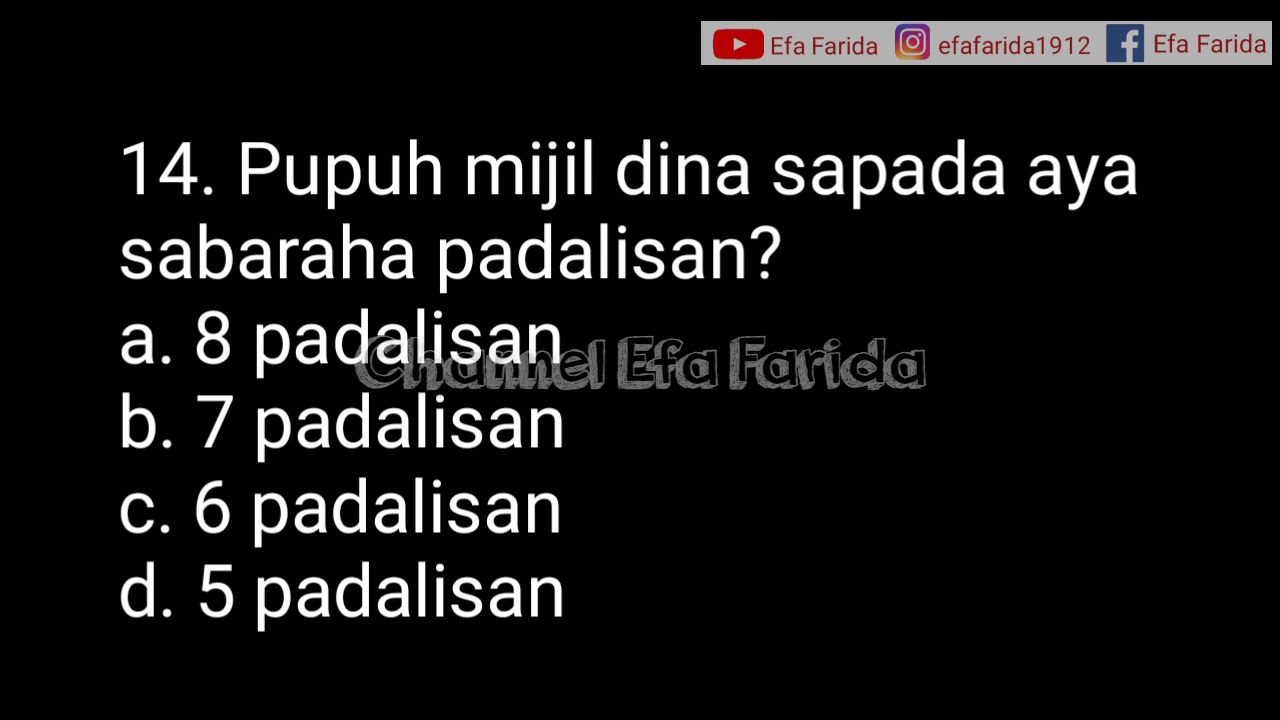 Efa Farida efafarida1912 Efa Farida
14. Pupuh mijil dina sapada aya
sabaraha padalisan?
a. 8 padalisan
Channel Efa Farida
b. 7 padalisan
c. 6 padalisan
d. 5 padalisan